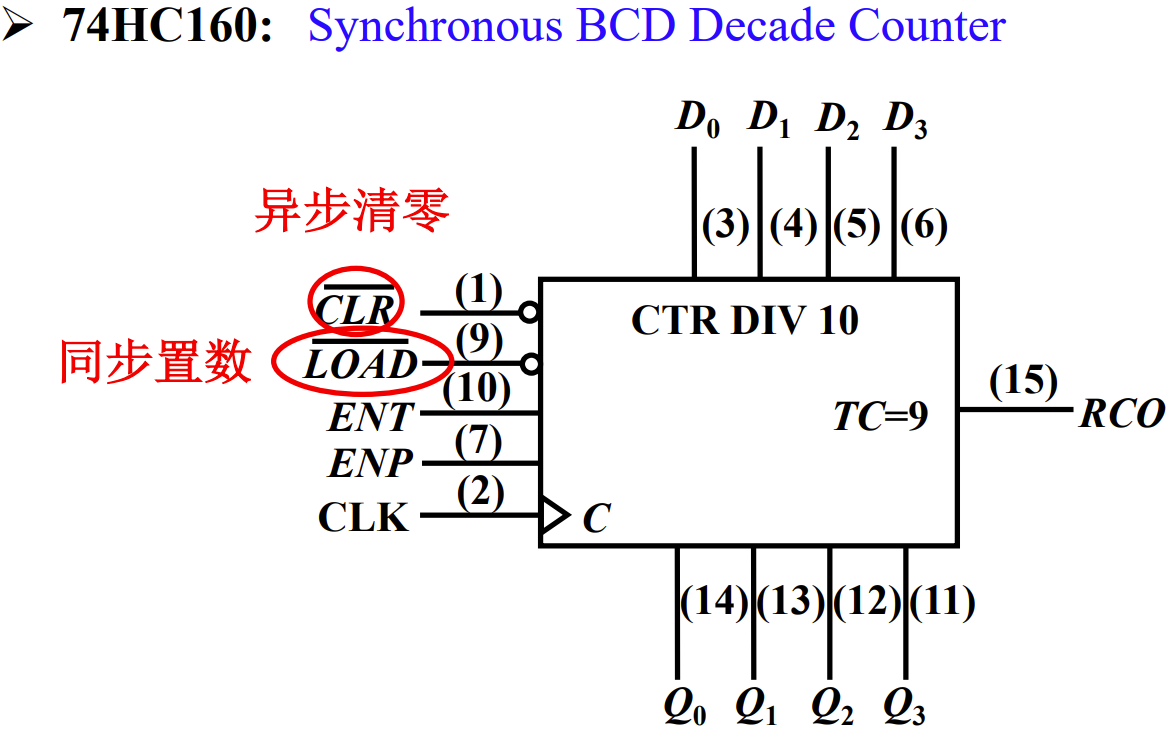 ➢ 74HC160: Synchronous BCD Decade Counter
D₀ D₁ D₂ D₃
异步清零
(3) (4) (5) (6)
C̅L̅R̅ (1)
CTR DIV 10
同步置数
L̅O̅A̅D̅ (9)
ENT (10)
TC=9
(15) RCO
ENP (7)
CLK (2)
C
(14) (13) (12) (11)
Q₀ Q₁ Q₂ Q₃